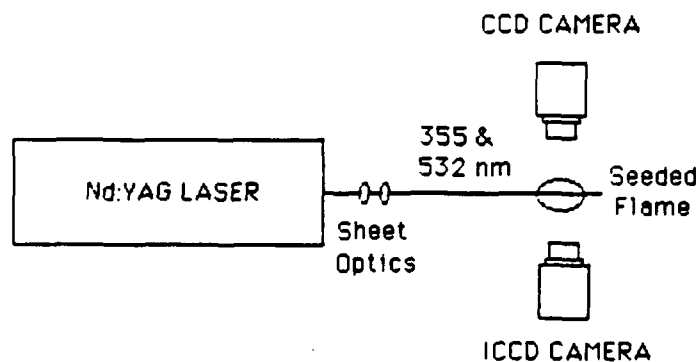 CCD CAMERA
355 &
532 nm
Nd:YAG LASER
Seeded
Flame
Sheet
Optics
ICCD CAMERA